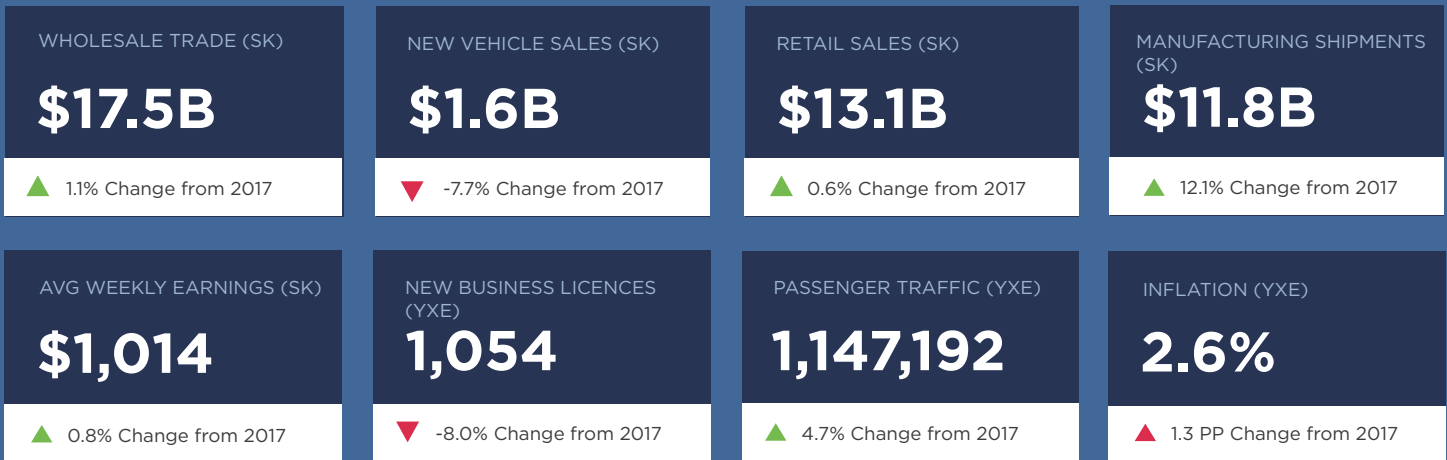 WHOLESALE TRADE (SK)
$17.5B
1.1% Change from 2017
NEW VEHICLE SALES (SK)
$1.6B
-7.7% Change from 2017
RETAIL SALES (SK)
$13.1B
0.6% Change from 2017
MANUFACTURING SHIPMENTS
(SK)
$11.8B
12.1% Change from 2017
AVG WEEKLY EARNINGS (SK)
$1,014
0.8% Change from 2017
NEW BUSINESS LICENCES
(YXE)
1,054
-8.0% Change from 2017
PASSENGER TRAFFIC (YXE)
1,147,192
4.7% Change from 2017
INFLATION (YXE)
2.6%
1.3 PP Change from 2017